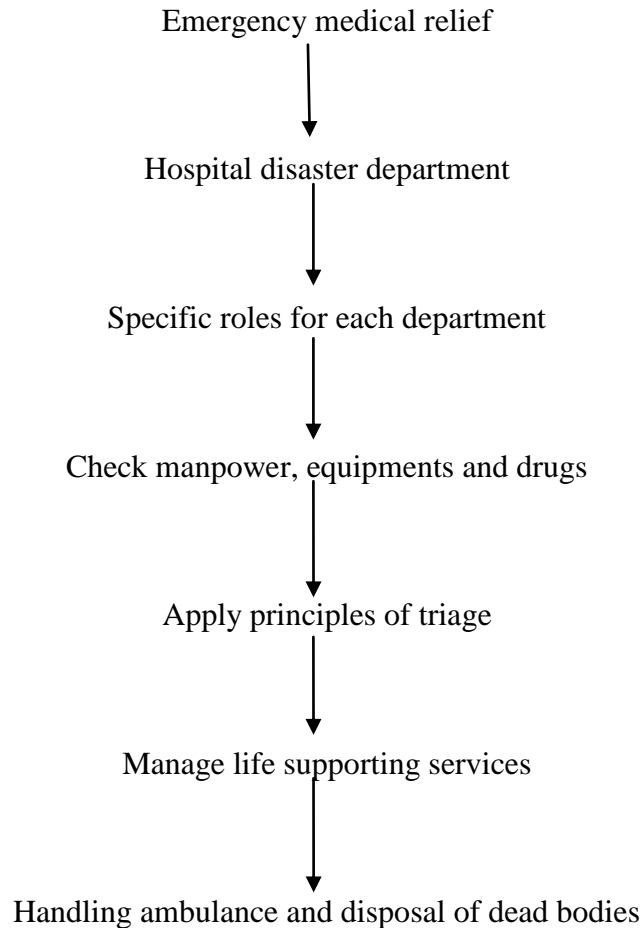 Emergency medical relief
Hospital disaster department
Specific roles for each department
Check manpower, equipments and drugs
Apply principles of triage
Manage life supporting services
Handling ambulance and disposal of dead bodies